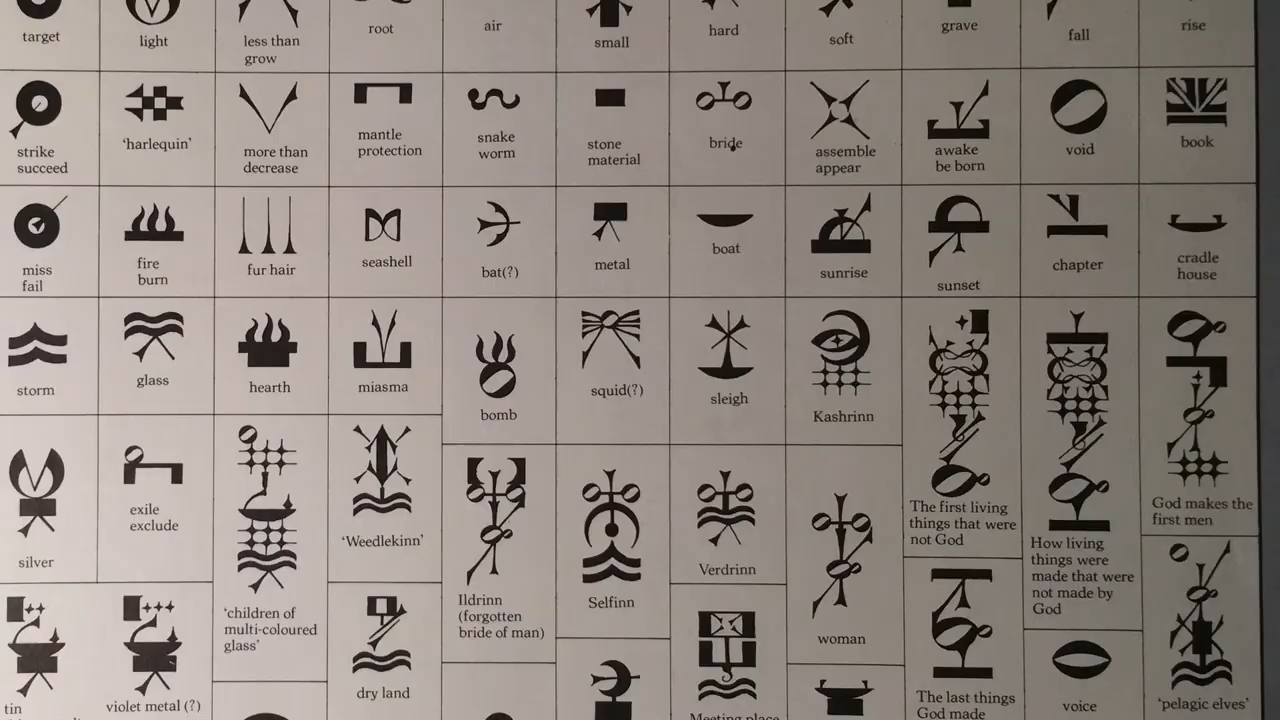 target
light
less than
grow
root
air
small
hard
soft
grave
fall
rise
strike
succeed
'harlequin'
more than
decrease
mantle
protection
snake
worm
stone
material
bride
assemble
appear
awake
be born
void
book
miss
fail
fire
burn
fur hair
seashell
bat(?)
metal
boat
sunrise
sunset
chapter
cradle
house
storm
glass
hearth
miasma
bomb
squid(?)
sleigh
Kashrinn
The first living
things that were
not God
How living
things were
made that were
not made by
God
God makes the
first men
silver
exile
exclude
'children of
multi-coloured
glass'
'Weedlekinn'
Ildrinn
(forgotten
bride of man)
Selfinn
Verdrinn
woman
tin
violet metal (?)
dry land
Meeting place
The last things
God made
voice
'pelagic elves'